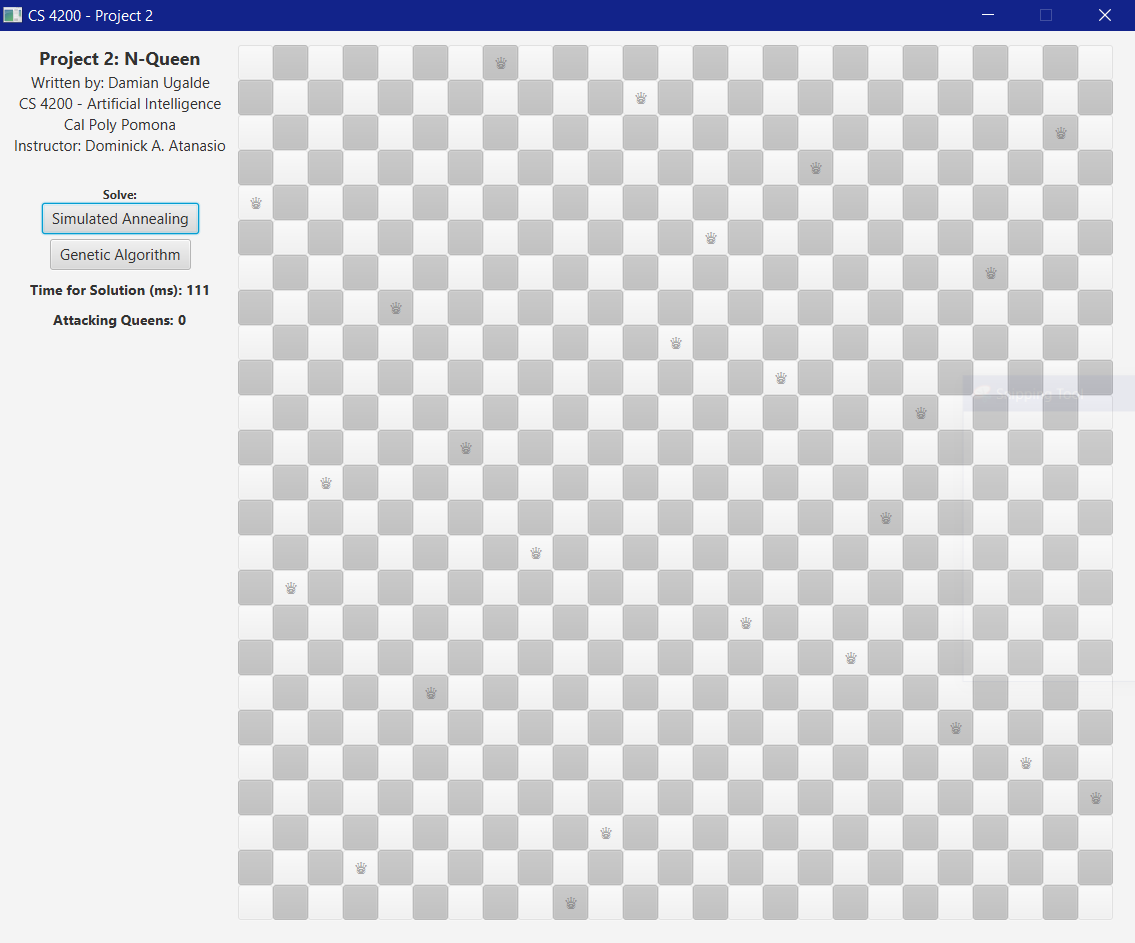 CS 4200 - Project 2
Project 2: N-Queen
Written by: Damian Ugalde
CS 4200 - Artificial Intelligence
Cal Poly Pomona
Instructor: Dominick A. Atanasio
Solve:
Simulated Annealing
Genetic Algorithm
Time for Solution (ms): 111
Attacking Queens: 0
Snipping Tool